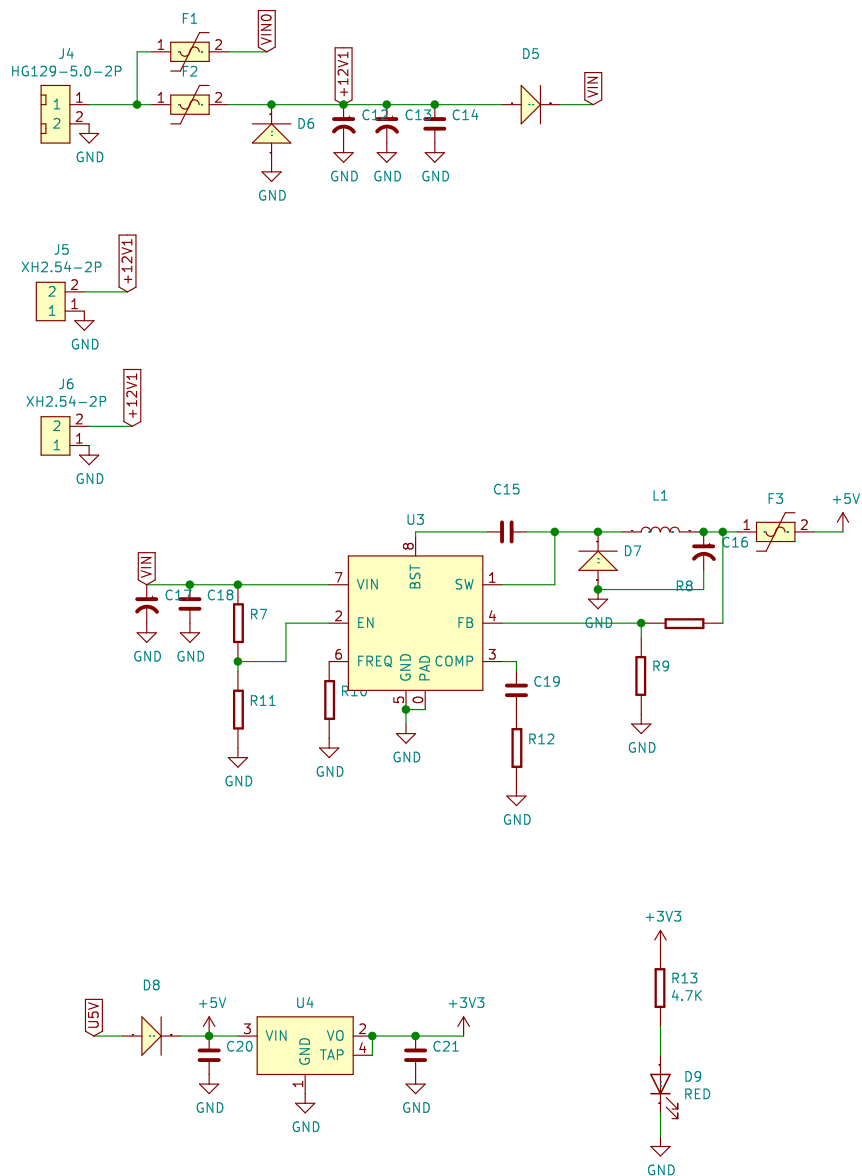 F1
J4
HG129-5.0-2P
1
2
VIN0
F2
1
1
2
2
+12V1
D5
VIN
D6
C12
C13
C14
GND
GND
GND
GND
GND
J5
XH2.54-2P
+12V1
2
2
1
1
GND
J6
XH2.54-2P
+12V1
2
2
1
1
GND
C15
L1
F3
+5V
U3
1
2
8
BST
D7
C16
VIN
7
VIN
SW
1
C17
C18
R7
R8
GND
2
EN
FB
4
GND
GND
6
FREQ
COMP
3
GND
PAD
R9
R11
R10
5
0
C19
R12
GND
GND
GND
GND
GND
+3V3
R13
4.7K
D8
U5V
+5V
U4
+3V3
3
VIN
VO
2
GND
TAP
4
C20
C21
1
GND
GND
GND
D9
RED
GND